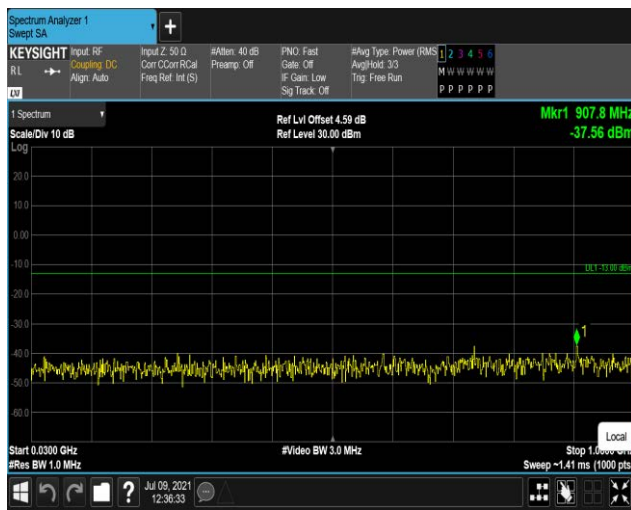 Spectrum Analyzer 1
Swept SA
+
KEYSIGHT
RL
LXI
Input: RF
Coupling: DC
Align: Auto
Input Z: 50 Ω
Corr CCorr RCal
Freq Ref: Int (S)
#Atten: 40 dB
Preamp: Off
PNO: Fast
Gate: Off
IF Gain: Low
Sig Track: Off
#Avg Type: Power (RMS
Avg|Hold: 3/3
Trig: Free Run
1 2 3 4 5 6
M W W W W W
P P P P P P
1 Spectrum
Scale/Div 10 dB
Log
Ref Lvl Offset 4.59 dB
Ref Level 30.00 dBm
Mkr1 907.8 MHz
-37.56 dBm
20.0
10.0
0.00
-10.0
-20.0
-30.0
-40.0
-50.0
-60.0
DL1 -13.00 dBm
1
Local
Start 0.0300 GHz
#Res BW 1.0 MHz
#Video BW 3.0 MHz
Stop 1.0000 GHz
Sweep ~1.41 ms (1000 pts
?
Jul 09, 2021
12:36:33